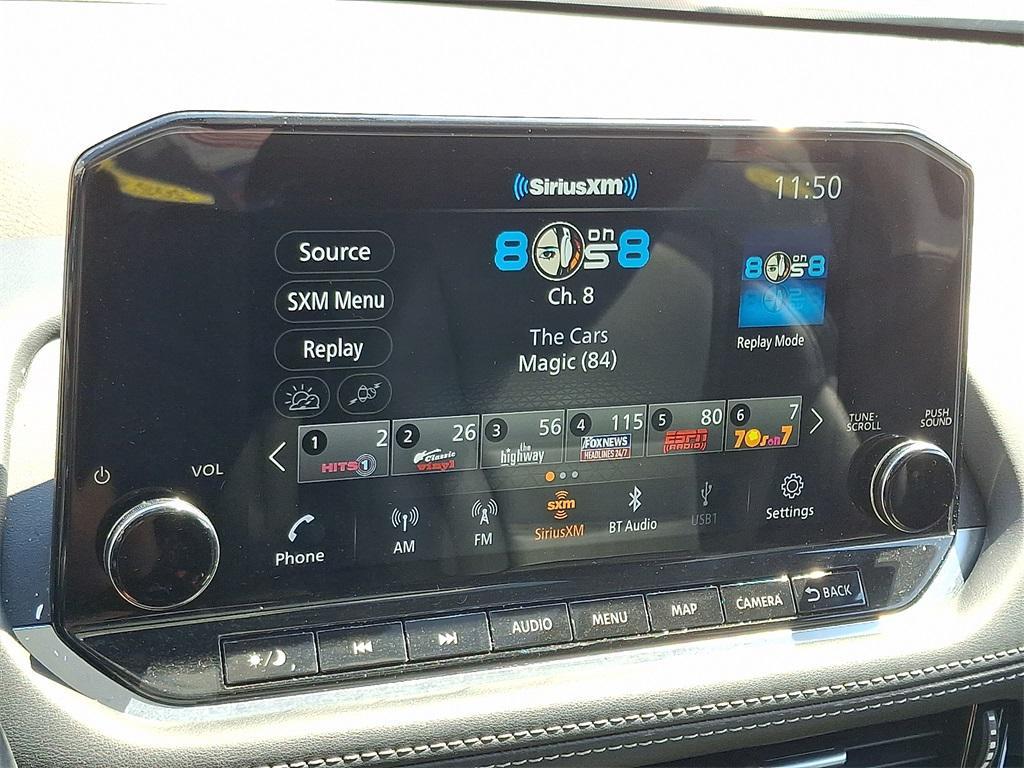 SiriusXM
11:50
8 on 8
Source
SXM Menu
Replay
Ch. 8
The Cars
Magic (84)
8 on 8
Replay Mode
1 2 HITS 1
2 26 Classic vinyl
3 56 the highway
4 115 FOX NEWS HEADLINES 24/7
5 80 ESPN RADIO
6 7 70s on 7
TUNE·
SCROLL
PUSH
SOUND
VOL
Phone
AM
FM
sxm
SiriusXM
BT Audio
USB1
Settings
AUDIO
MENU
MAP
CAMERA
BACK